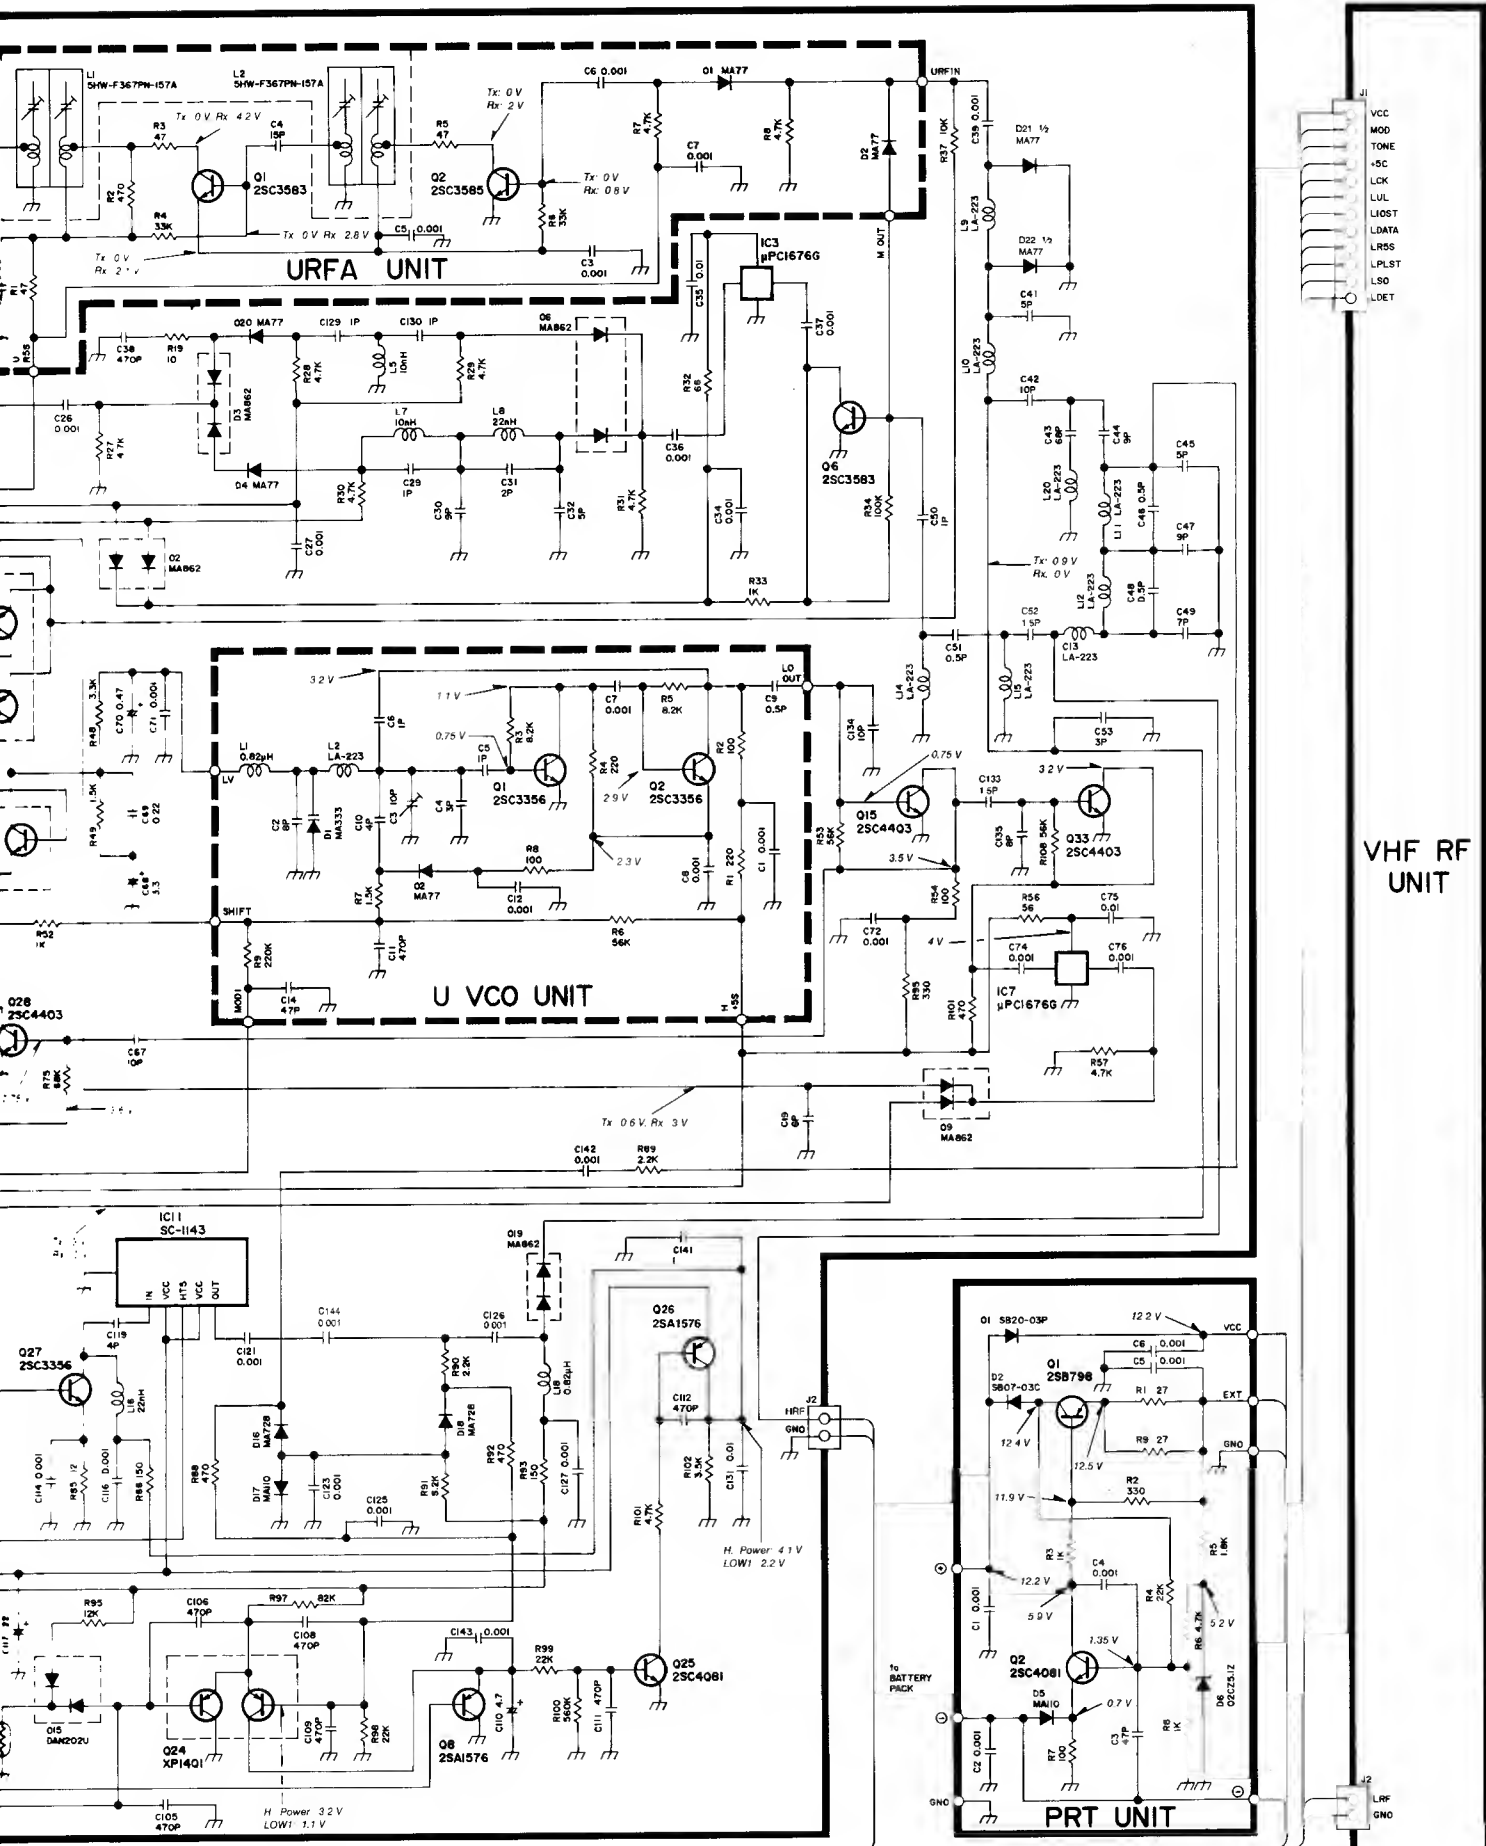 L1
5HW-F367PN-157A
L2
5HW-F367PN-157A
Tx: 0V Rx 4.2V
R3
47
C4
15P
R5
47
Tx: 0V
Rx: 2V
C6 0.001
D1 MA77
URFIN
R7
4.7K
R8
4.7K
D2
MA77
R37 10K
C39 0.001
D21 1/2
MA77
C7
0.001
R2
470
Q1
2SC3583
Q2
2SC3585
Tx: 0V
Rx: 0.8V
R4
33K
R6
33K
Tx 0V Rx 2.8V
C5 0.001
Tx 0V
C3
0.001
URFA UNIT
R1
47
U
R5S
M OUT
L9
LA-223
D22 1/2
MA77
IC3
µPC1676G
C35 0.01
C37
0.001
C41
5P
L10
LA-223
C38
470P
R19
10
D20 MA77
C129 1P
C130 1P
D6
MA862
L5
10nH
R28
4.7K
R29
4.7K
R32
66
C26
0.001
R27
4.7K
D3
MA862
D4 MA77
L7
10nH
L8
22nH
C29
1P
C31
2P
R30
4.7K
C30
9P
C32
5P
R31
4.7K
C36
0.001
C34
0.001
Q6
2SC3583
R34
100K
C50
1P
C42
10P
C43
68P
C44
9P
C45
5P
L20
LA-223
L11
LA-223
C46 0.5P
C47
9P
D2
MA862
C27
0.001
R33
1K
Tx: 0.9V
Rx: 0V
L12
LA-223
C48
0.5P
C49
7P
C52
1.5P
C13
LA-223
C51
0.5P
L14
LA-223
L15
LA-223
C53
3P
R48 3.3K
C70 0.47
C71 0.001
R49 1.5K
C69
0.22
C68
3.3
R52
1K
L1
0.82µH
LV
L2
LA-223
3.2V
1.1V
0.75V
C6
1P
C5
1P
R3
8.2K
C7
0.001
R5
8.2K
LO
OUT
C9
0.5P
R2
100
R4
220
Q1
2SC3356
2.9V
Q2
2SC3356
C2
8P
D1
MA333
C10
4P
C3 10P
C4
3P
R8
100
2.3V
D2
MA77
C12
0.001
C8
0.001
R1 220
C1 0.001
R7
1.5K
SHIFT
R9
220K
C11
470P
R6
56K
MOD1
C14
47P
U VCO UNIT
H
+5S
C134
10P
0.75V
Q15
2SC4403
R53
56K
3.5V
R54
100
C133
1.5P
3.2V
C135
8P
R108 56K
Q33
2SC4403
R56
56
C75
0.01
C72
0.001
4V
C74
0.001
C76
0.001
R95
330
R101
470
IC7
µPC1676G
R57
4.7K
Q28
2SC4403
C67
10P
R75
68K
Tx 0.6V, Rx 3V
C19
6P
D9
MA862
C142
0.001
R89
2.2K
IC11
SC-1143
IN
VCC
HTS
VCC
OUT
D19
MA862
C141
1
C119
4P
C144
0.001
C121
0.001
C126
0.001
Q27
2SC3356
L16
22nH
R90
2.2K
L18
0.82µH
Q26
2SA1576
C112
470P
D16
MA728
D18
MA728
R92
470
R93
150
C127 0.001
R102
3.5K
C131 0.01
C114 0.001
R85 12
C116 0.001
R86 150
R88
470
D17
MA110
C123
0.001
R91
8.2K
C125
0.001
R101
4.7K
H. Power: 4.1V
LOW1 2.2V
J2
HRF
GND
R95
12K
C106
470P
R97 82K
C108
470P
C143 0.001
R99
22K
Q25
2SC4081
D15
DAN202U
Q24
XP1401
C109
470P
R98
22K
Q8
2SA1576
C110 4.7
R100
560K
C111 470P
C105
470P
H Power 3.2V
LOW1 1.1V
to
BATTERY
PACK
D1 SB20-03P
12.2V
VCC
C6 0.001
C5 0.001
Q1
2SB798
D2
SB07-03C
R1 27
EXT
12.4V
R9 27
GND
12.5V
R2
330
11.9V
R3
1K
R5
1.8K
12.2V
C4
0.001
R4
22K
5.9V
C1 0.001
R6 4.7K
5.2V
1.35V
Q2
2SC4081
D5
MA110
0.7V
D6
02CZ5.1Z
R8
1K
C2 0.001
R7
100
C3
47P
GND
PRT UNIT
J1
VCC
MOD
TONE
+5C
LCK
LUL
LIOST
LDATA
LR5S
LPLST
LSO
LDET
VHF RF
UNIT
J2
LRF
GND